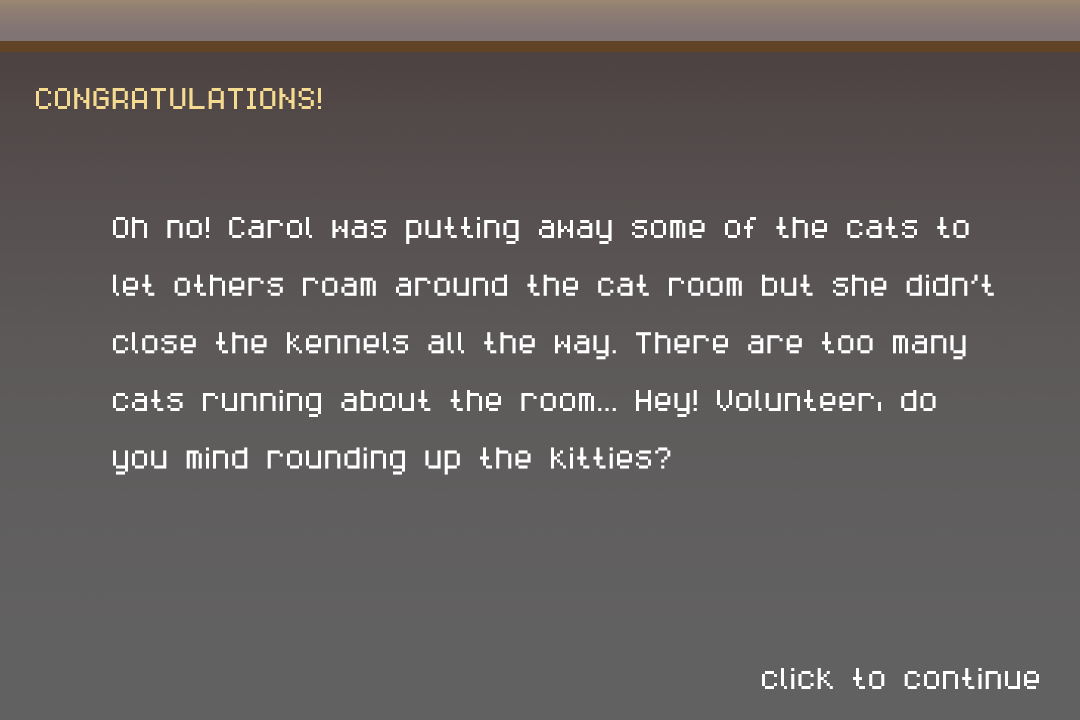 CONGRATULATIONS!
Oh no! Carol was putting away some of the cats to
let others roam around the cat room but she didn't
close the kennels all the way. There are too many
cats running about the room... Hey! Volunteer, do
you mind rounding up the kitties?
click to continue